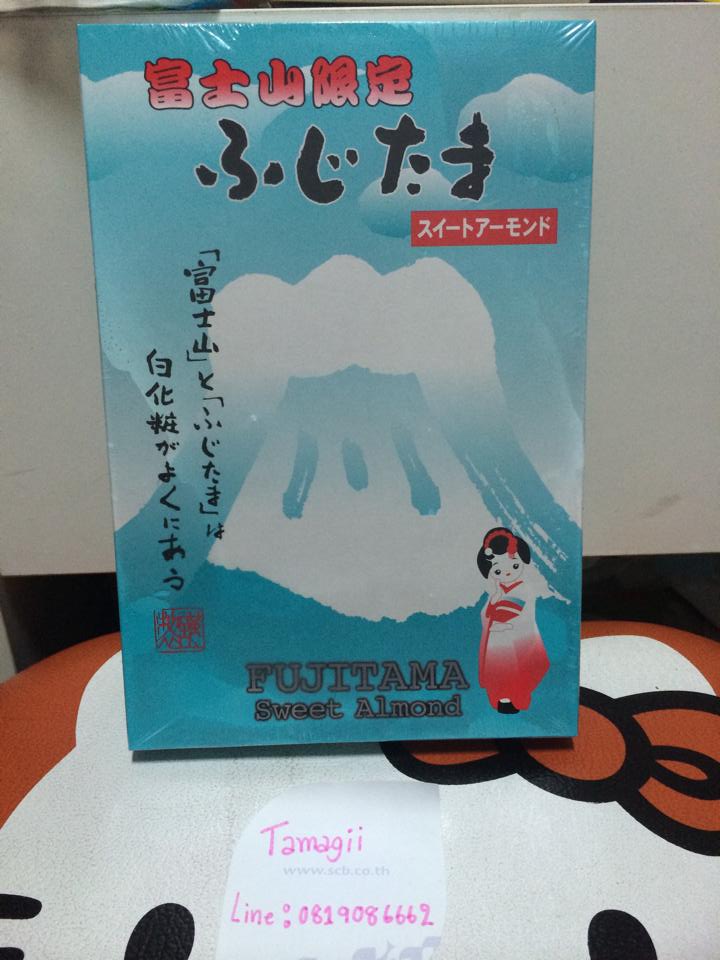 富士山限定
ふじたま
スイートアーモンド
「富士山」と「ふじたま」は
白化粧がよくにあう
FUJITAMA
Sweet Almond
Tamagii
www.scb.co.th
Line : 0819086662